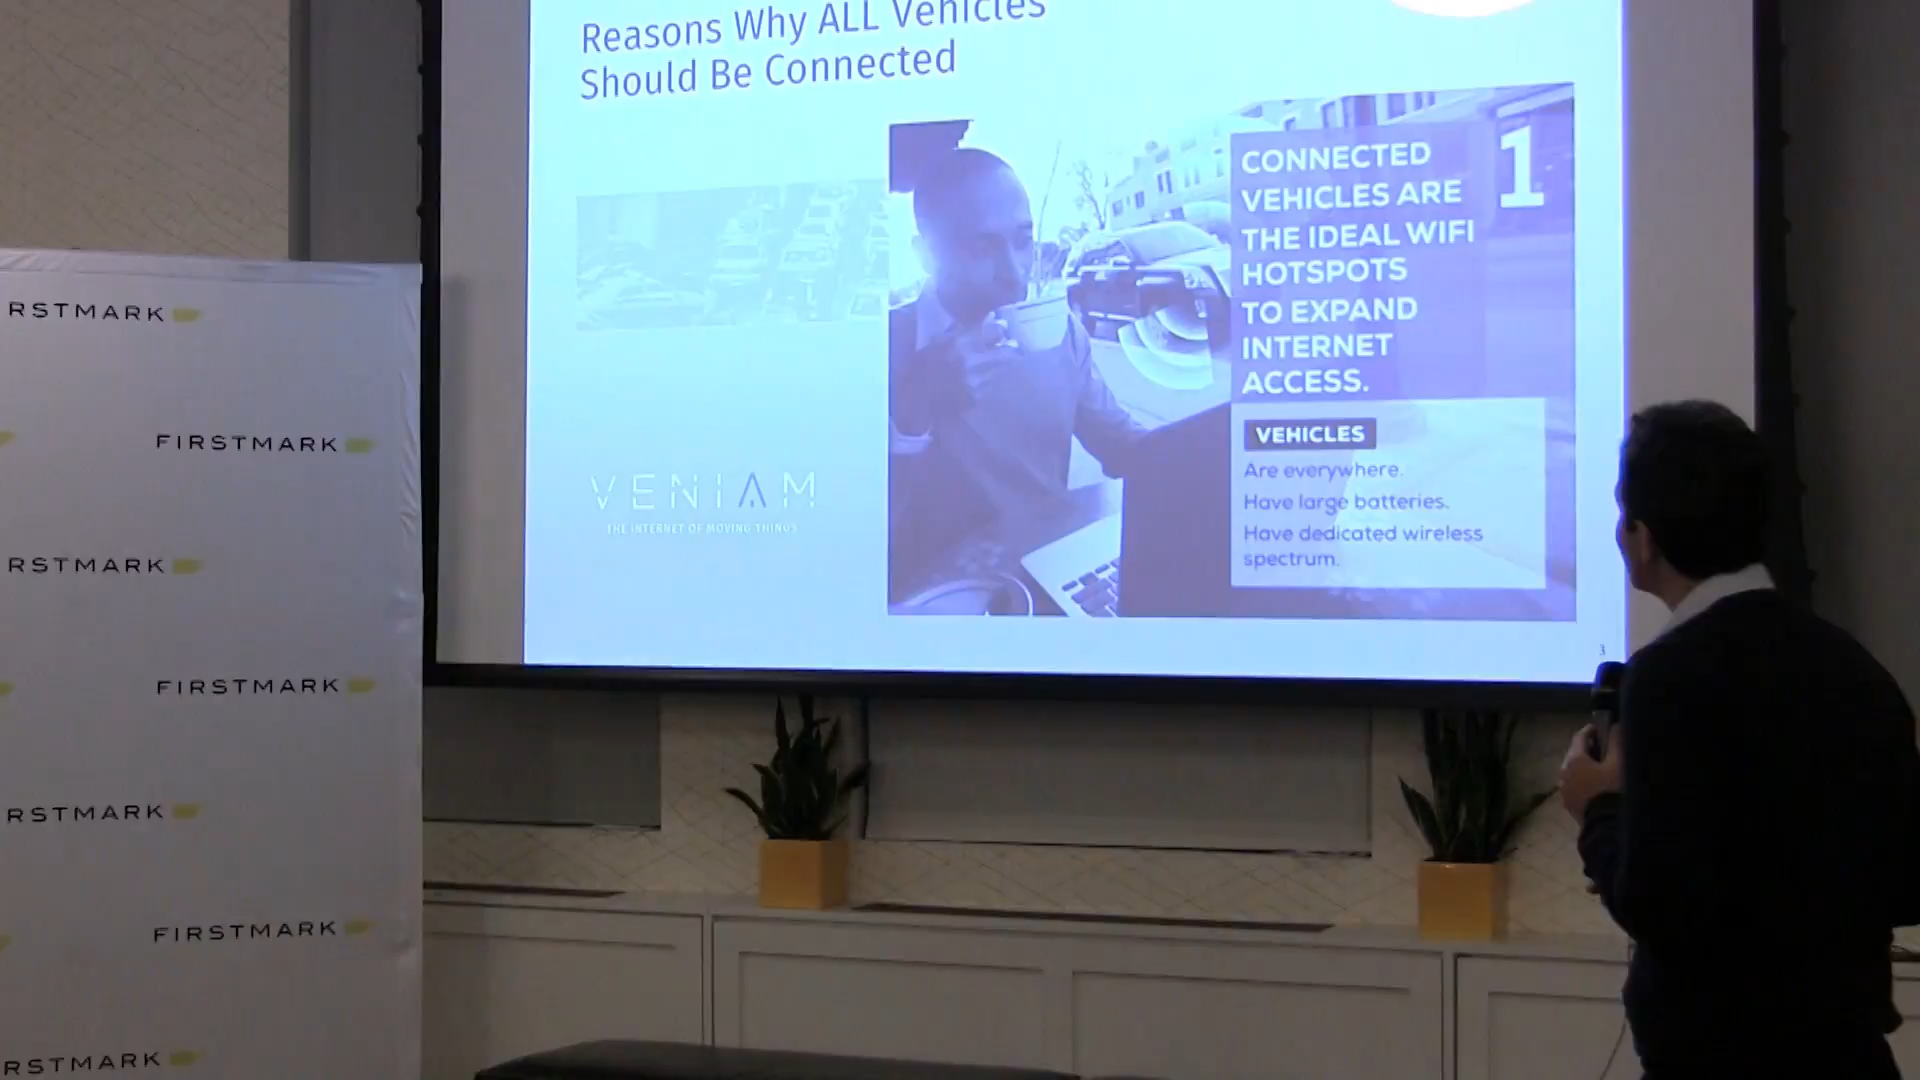 Reasons Why ALL Vehicles
Should Be Connected
CONNECTED
VEHICLES ARE
THE IDEAL WIFI
HOTSPOTS
TO EXPAND
INTERNET
ACCESS.
1
VEHICLES
Are everywhere.
Have large batteries.
Have dedicated wireless
spectrum.
VENIAM
THE INTERNET OF MOVING THINGS
3
RSTMARK
FIRSTMARK
RSTMARK
FIRSTMARK
RSTMARK
FIRSTMARK
RSTMARK